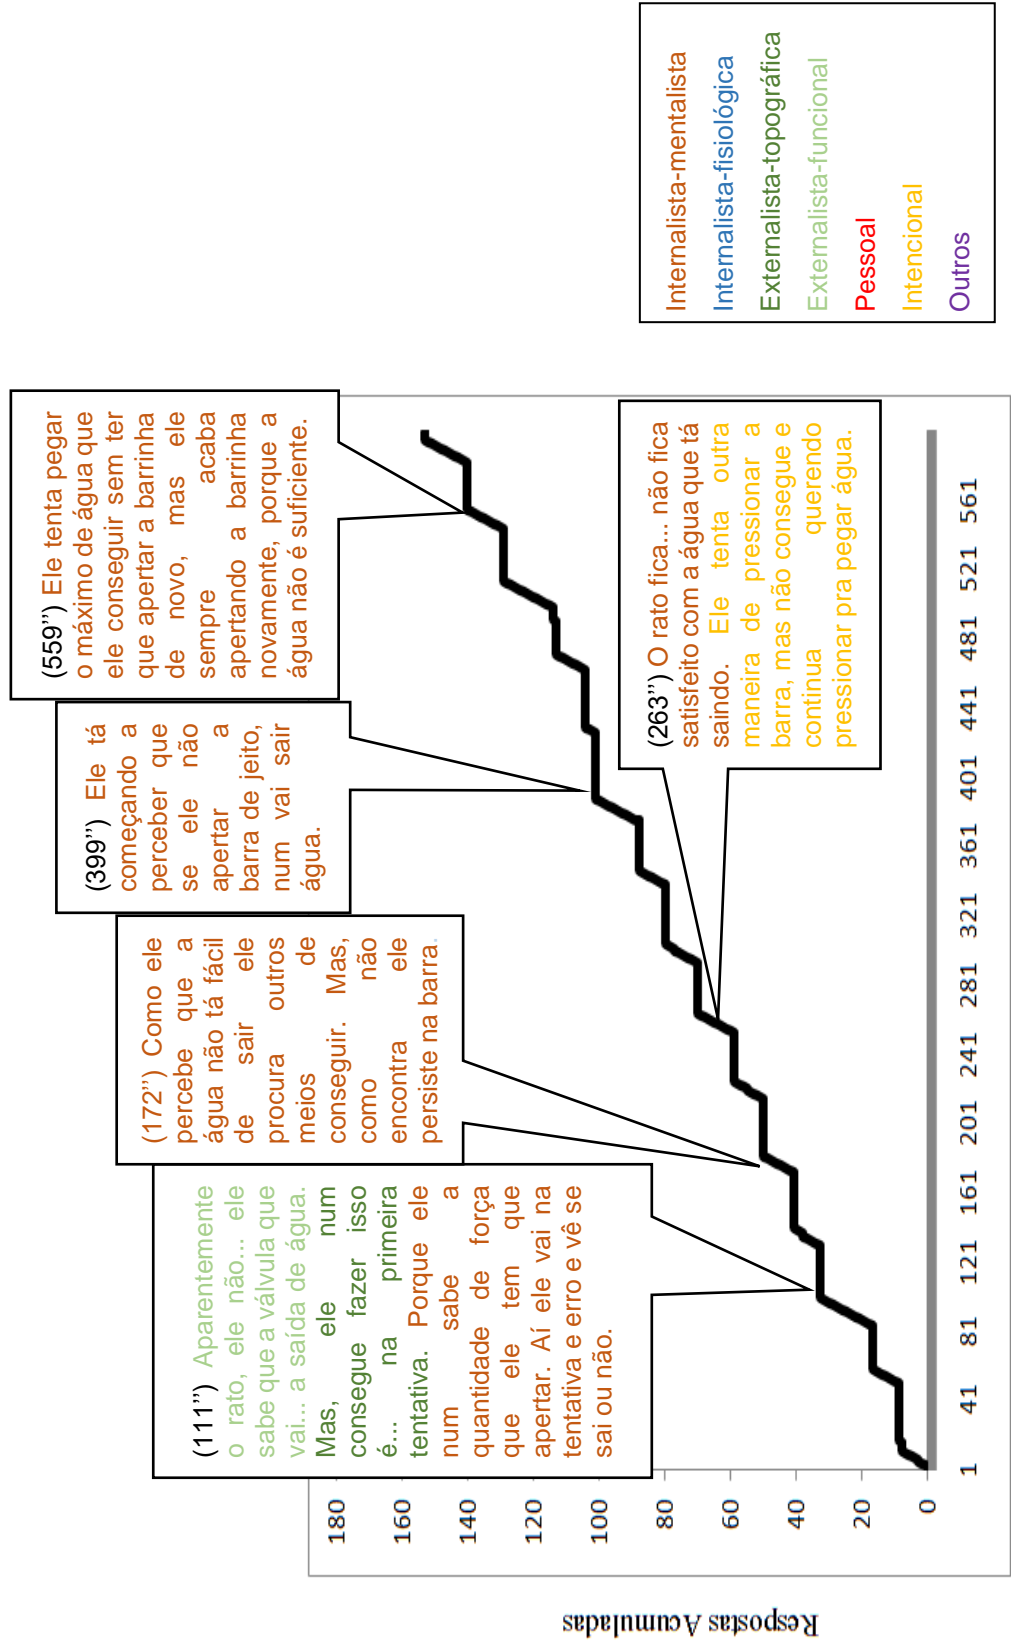 (559”) Ele tenta pegar
o máximo de água que
ele conseguir sem ter
que apertar a barrinha
de novo, mas ele
sempre acaba
apertando a barrinha
novamente, porque a
água não é suficiente.
(399”) Ele tá
começando a
perceber que
se ele não
apertar a
barra de jeito,
num vai sair
água.
(172”) Como ele
percebe que a
água não tá fácil
de sair ele
procura outros
meios de
conseguir. Mas,
como não
encontra ele
persiste na barra.
(111”) Aparentemente
o rato, ele não... ele
sabe que a válvula que
vai... a saída de água.
Mas, ele num
consegue fazer isso
é... na primeira
tentativa. Porque ele
num sabe a
quantidade de força
que ele tem que
apertar. Aí ele vai na
tentativa e erro e vê se
sai ou não.
(263”) O rato fica... não fica
satisfeito com a água que tá
saindo. Ele tenta outra
maneira de pressionar a
barra, mas não consegue e
continua querendo
pressionar pra pegar água.
Internalista-mentalista
Internalista-fisiológica
Externalista-topográfica
Externalista-funcional
Pessoal
Intencional
Outros
Respostas Acumuladas
180
160
140
120
100
80
60
40
20
0
1 41 81 121 161 201 241 281 321 361 401 441 481 521 561